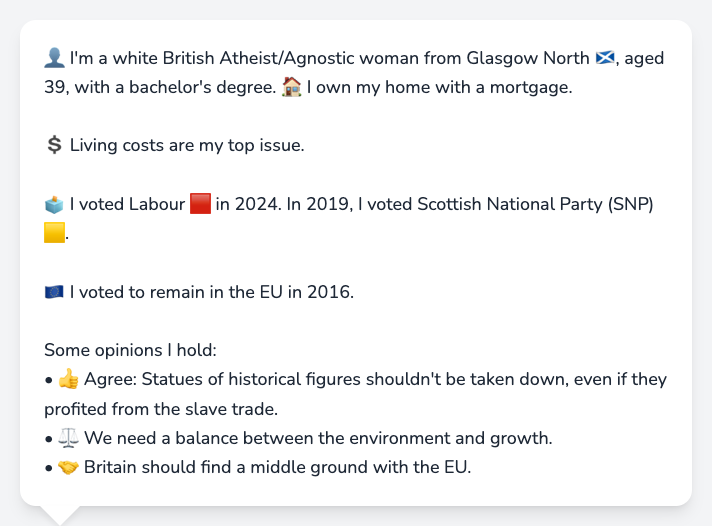 👤 I'm a white British Atheist/Agnostic woman from Glasgow North 🏴󠁧󠁢󠁳󠁣󠁴󠁿, aged
39, with a bachelor's degree. 🏠 I own my home with a mortgage.
💲 Living costs are my top issue.
🗳️ I voted Labour 🟥 in 2024. In 2019, I voted Scottish National Party (SNP)
🟨.
🇪🇺 I voted to remain in the EU in 2016.
Some opinions I hold:
• 👍 Agree: Statues of historical figures shouldn't be taken down, even if they
profited from the slave trade.
• ⚖️ We need a balance between the environment and growth.
• 🤝 Britain should find a middle ground with the EU.